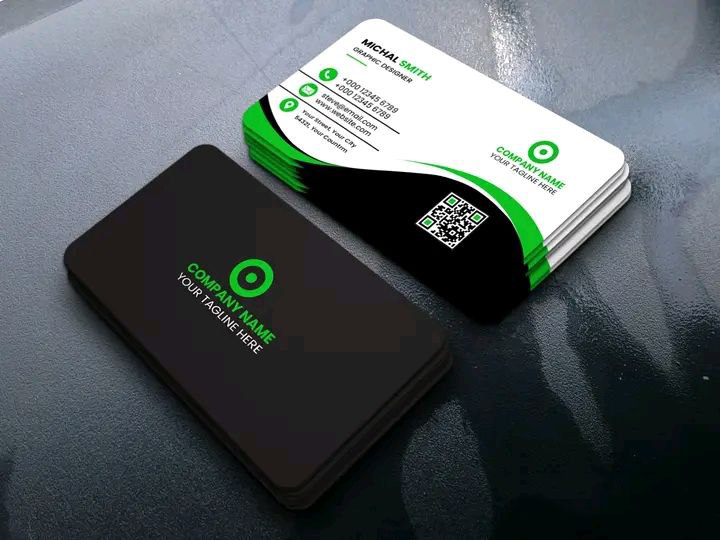 MICHAL SMITH
GRAPHIC DESIGNER
+000 12345 6789
+000 12345 6789
steve@email.com
www.website.com
Your Street, Your City
54321, Your Countrm
COMPANY NAME
YOUR TAGLINE HERE
COMPANY NAME
YOUR TAGLINE HERE